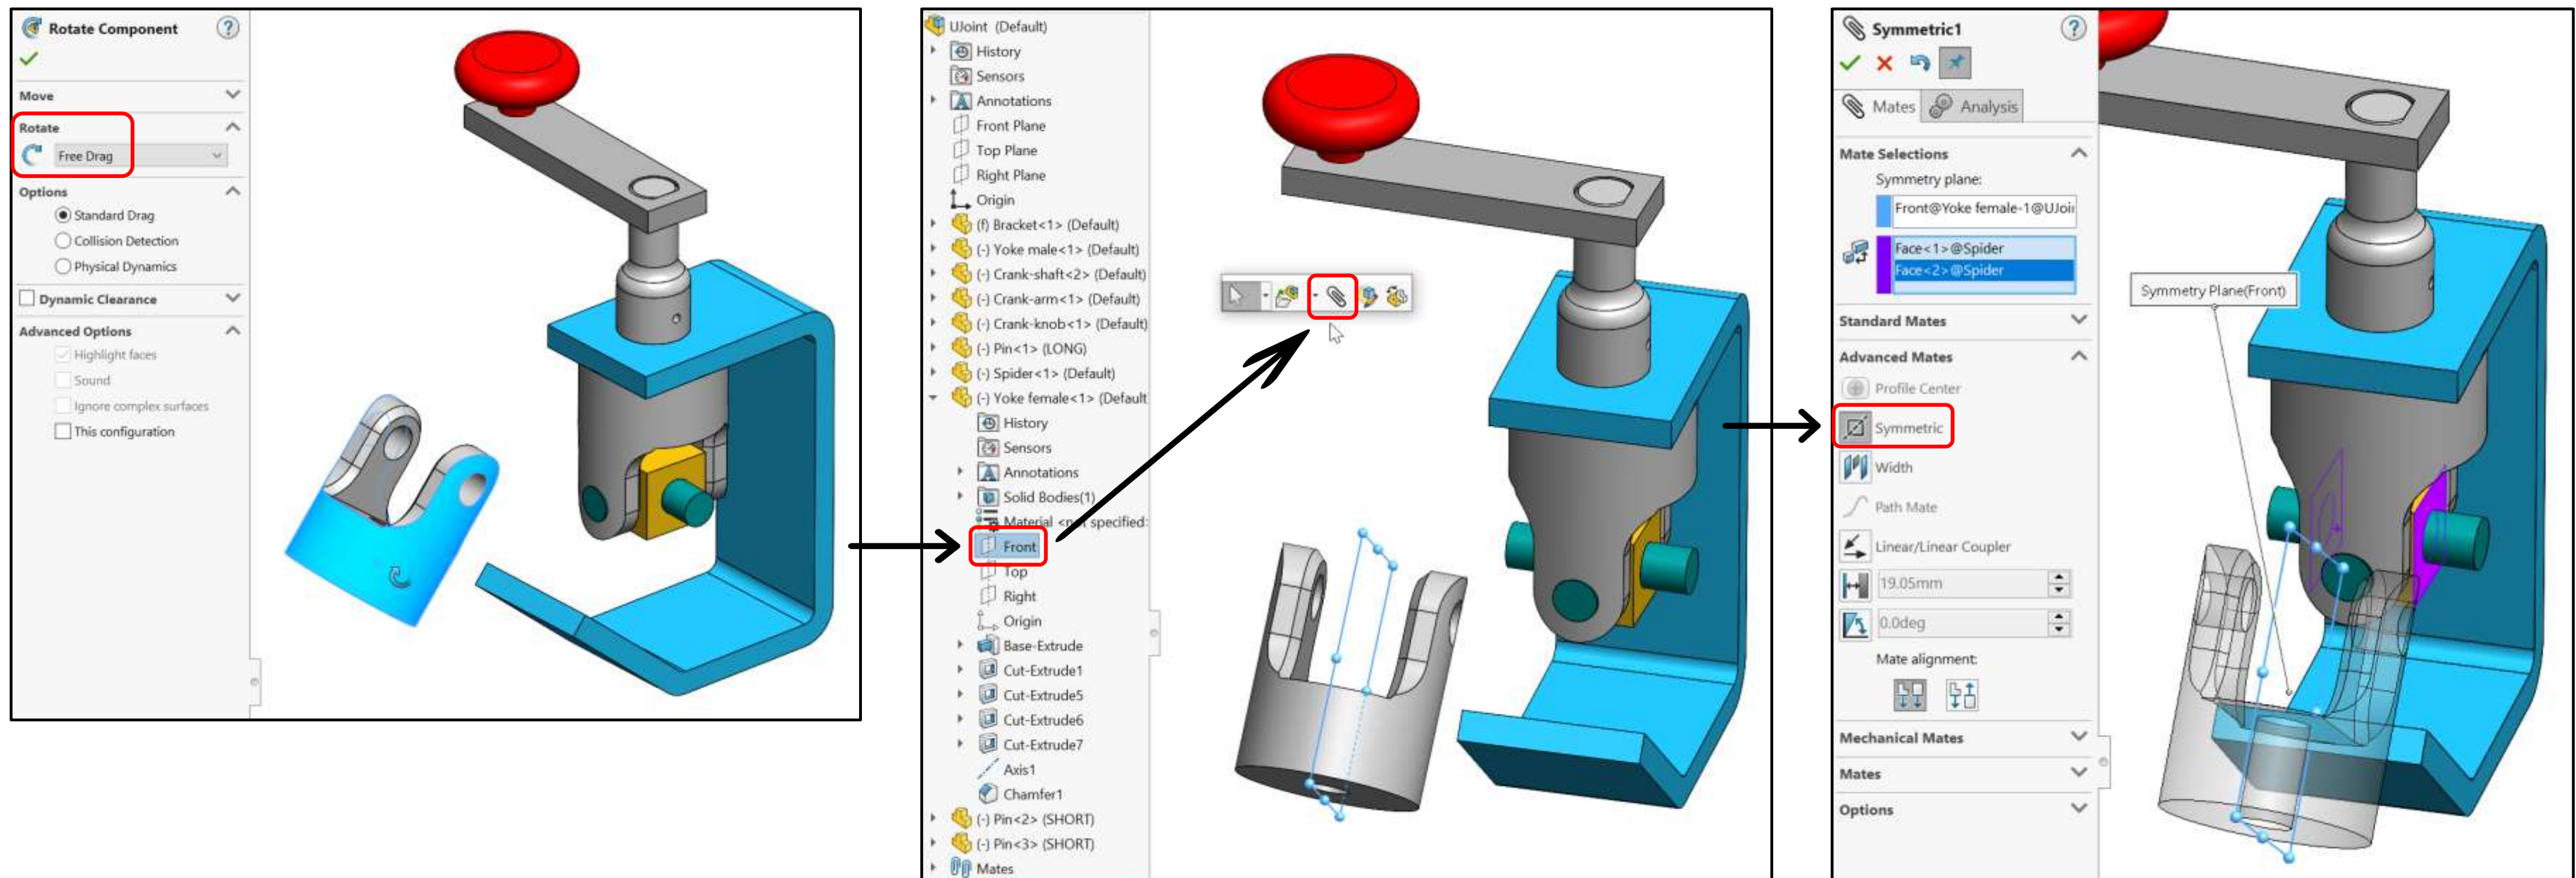 Rotate Component
?
Move
Rotate
Free Drag
Options
Standard Drag
Collision Detection
Physical Dynamics
Dynamic Clearance
Advanced Options
Highlight faces
Sound
Ignore complex surfaces
This configuration
UJoint (Default)
History
Sensors
Annotations
Front Plane
Top Plane
Right Plane
Origin
(f) Bracket<1> (Default)
(-) Yoke male<1> (Default)
(-) Crank-shaft<2> (Default)
(-) Crank-arm<1> (Default)
(-) Crank-knob<1> (Default)
(-) Pin<1> (LONG)
(-) Spider<1> (Default)
(-) Yoke female<1> (Default
History
Sensors
Annotations
Solid Bodies(1)
Material <not specified>
Front
Top
Right
Origin
Base-Extrude
Cut-Extrude1
Cut-Extrude5
Cut-Extrude6
Cut-Extrude7
Axis1
Chamfer1
(-) Pin<2> (SHORT)
(-) Pin<3> (SHORT)
Mates
Symmetric1
?
Mates
Analysis
Mate Selections
Symmetry plane:
Front@Yoke female-1@UJoi
Face<1>@Spider
Face<2>@Spider
Symmetry Plane(Front)
Standard Mates
Advanced Mates
Profile Center
Symmetric
Width
Path Mate
Linear/Linear Coupler
19.05mm
0.0deg
Mate alignment:
Mechanical Mates
Mates
Options